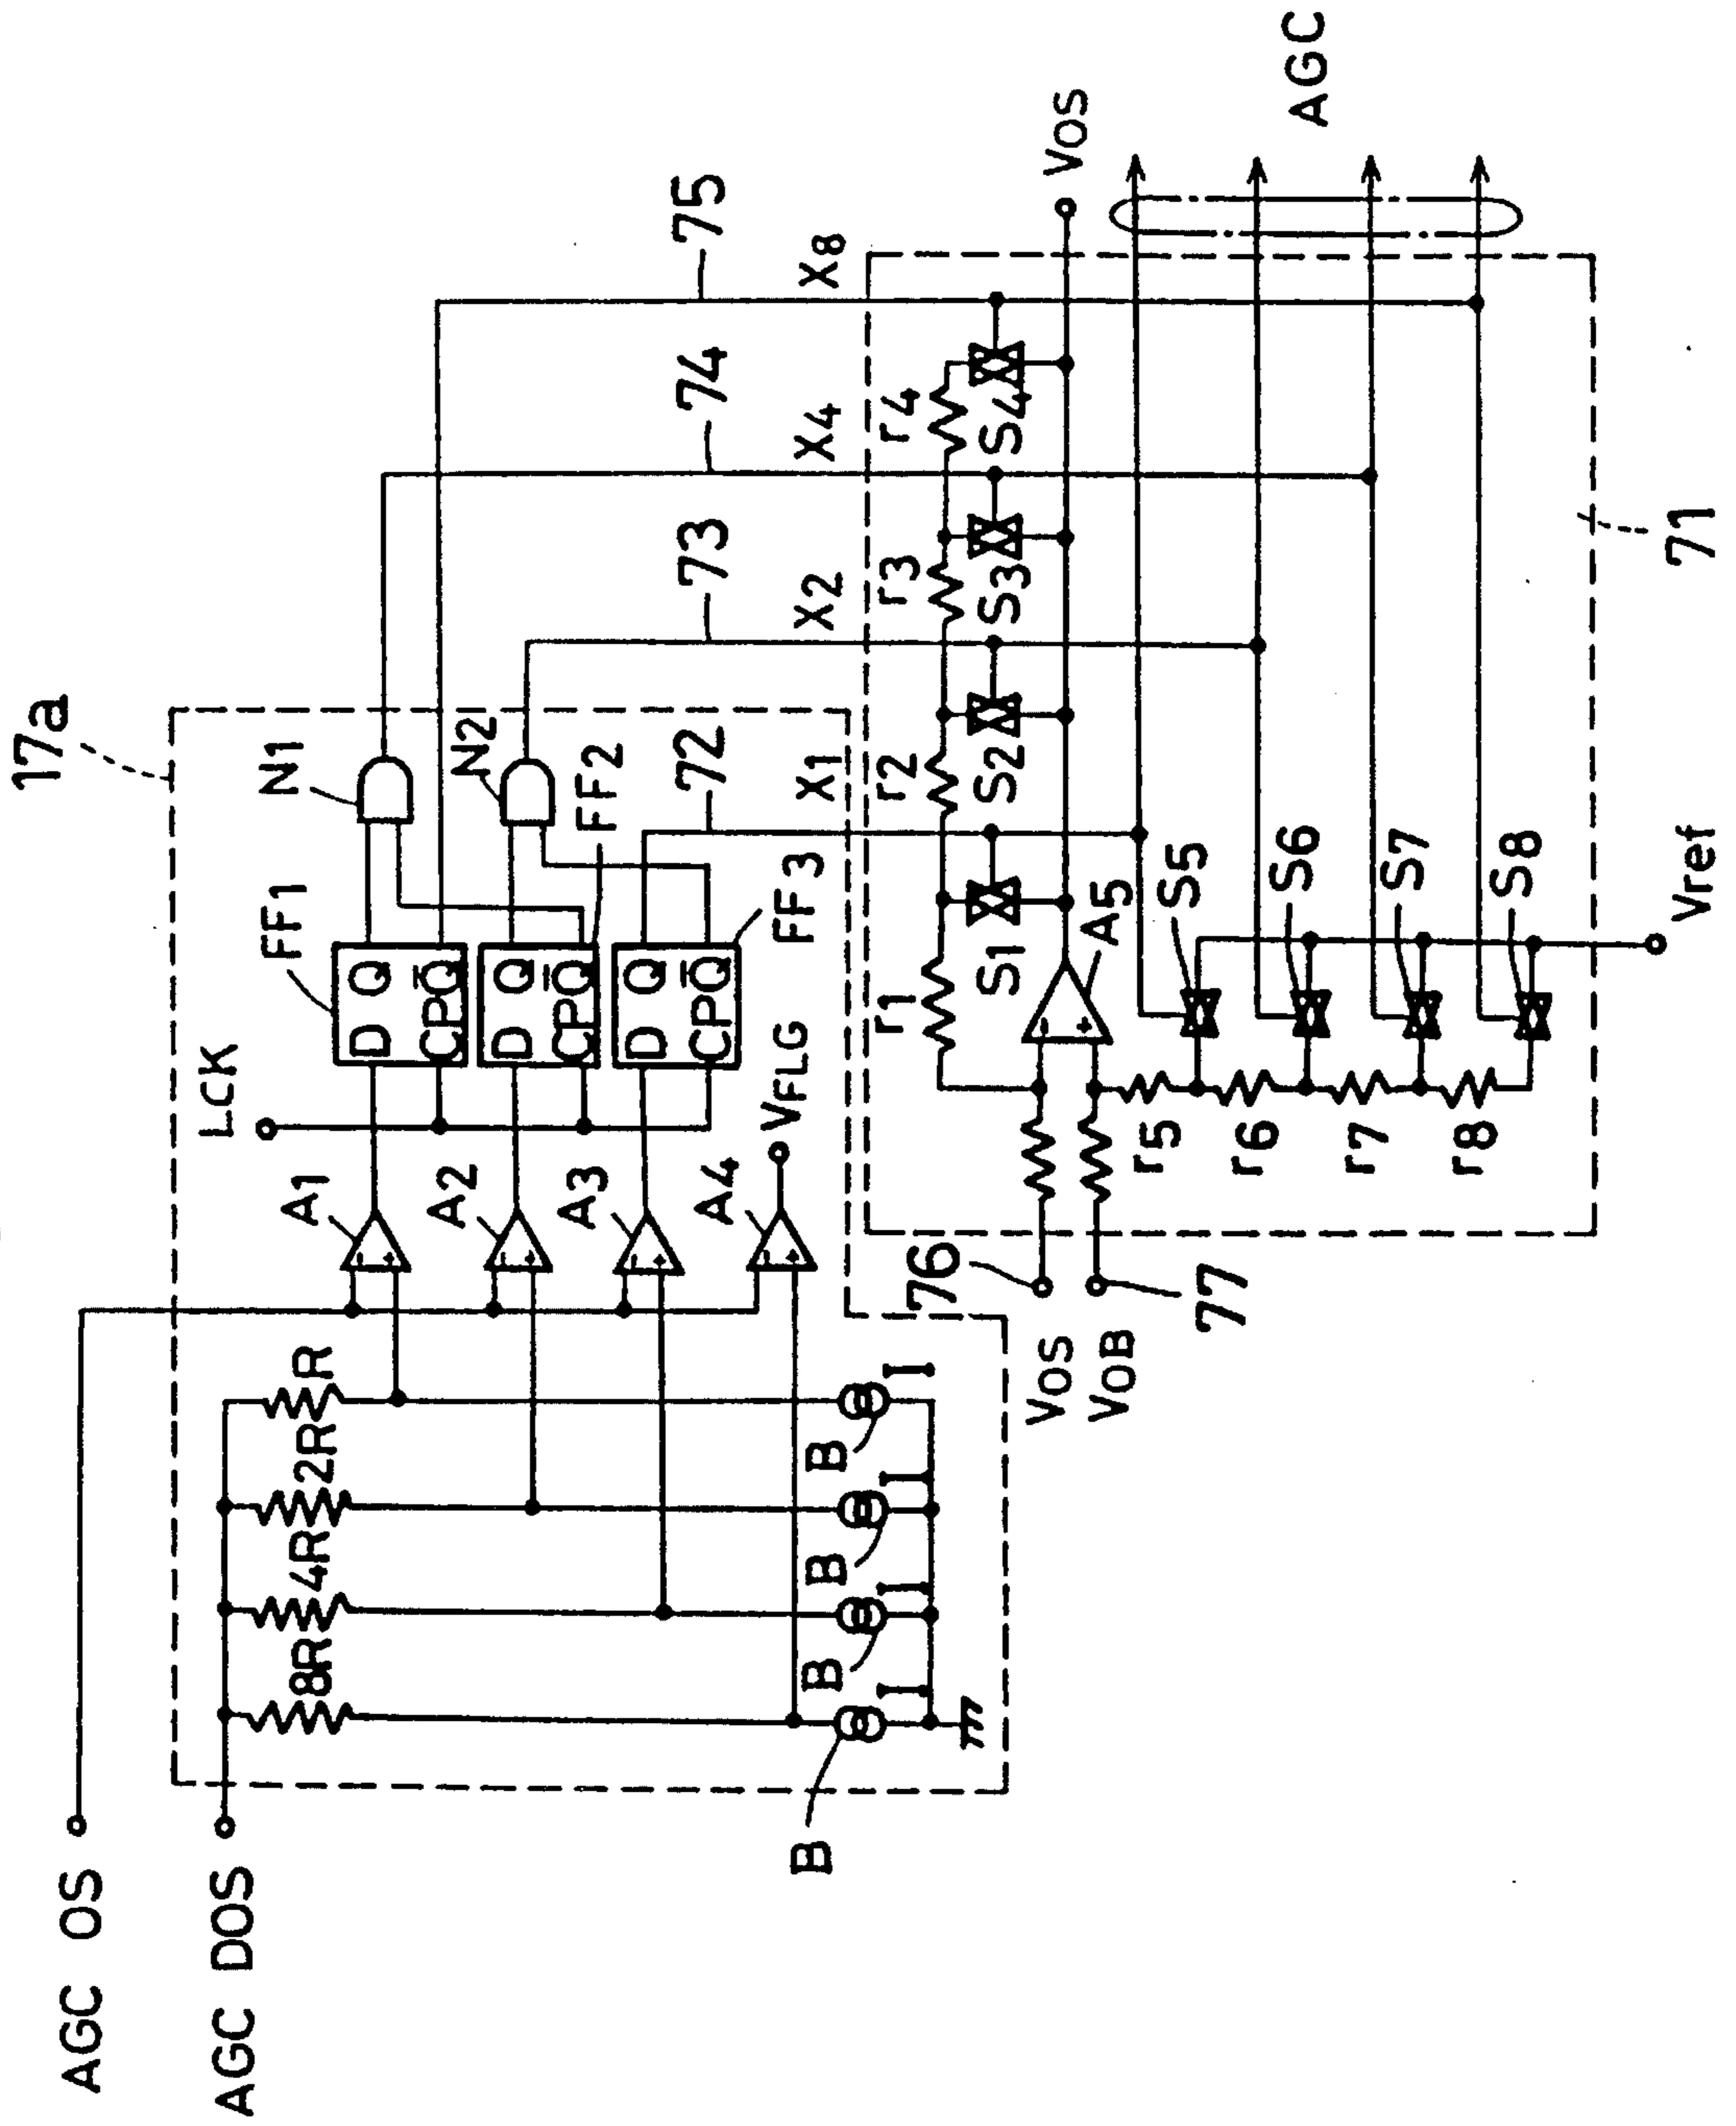 17a
AGC OS
AGC DOS
8R
4R
2R
R
B
B
B
B
I
I
I
I
A1
A2
A3
A4
- +
- +
- +
- +
LCK
VFLG
FF1
D Q
CP Q̅
FF2
D Q
CP Q̅
FF3
D Q
CP Q̅
N1
N2
72
73
74
75
X1
X2
X4
X8
VOS
VOB
76
77
r1
r2
r3
r4
S1
S2
S3
S4
A5
- +
r5
r6
r7
r8
S5
S6
S7
S8
Vref
VOS
AGC
71